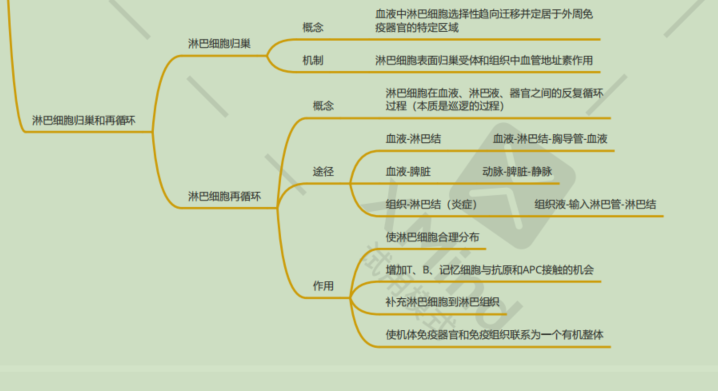 血液中淋巴细胞选择性趋向迁移并定居于外周免
疫器官的特定区域
概念
淋巴细胞归巢
机制
淋巴细胞表面归巢受体和组织中血管地址素作用
淋巴细胞归巢和再循环
淋巴细胞在血液、淋巴液、器官之间的反复循环
过程（本质是巡逻的过程）
概念
血液-淋巴结
血液-淋巴结-胸导管-血液
途径
血液-脾脏
动脉-脾脏-静脉
淋巴细胞再循环
组织-淋巴结（炎症）
组织液-输入淋巴管-淋巴结
使淋巴细胞合理分布
增加T、B、记忆细胞与抗原和APC接触的机会
作用
补充淋巴细胞到淋巴组织
使机体免疫器官和免疫组织联系为一个有机整体
XMind
试用模式